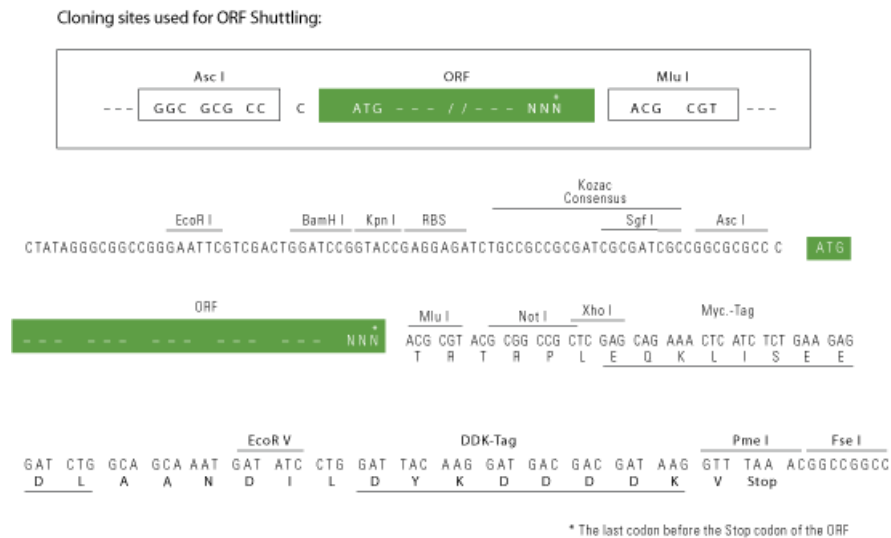 Cloning sites used for ORF Shuttling:
Asc I ORF Mlu I
--- GGC GCG CC C ATG --- // --- NNN* ACG CGT ---
Kozac
Consensus
EcoR I BamH I Kpn I RBS Sgf I Asc I
CTATAGGGCGGCCGGGAATTCGTCGACTGGATCCGGTACCGAGGAGATCTGCCGCCGCGATCGCGATCGCCGGCGCGCC C ATG
ORF Mlu I Not I Xho I Myc.-Tag
--- --- --- --- --- NNN* ACG CGT ACG CGG CCG CTC GAG CAG AAA CTC ATC TCT GAA GAG
T R T R P L E Q K L I S E E
EcoR V DDK-Tag Pme I Fse I
GAT CTG GCA GCA AAT GAT ATC CTG GAT TAC AAG GAT GAC GAC GAT AAG GTT TAA ACGGCCGGCC
D L A A N D I L D Y K D D D D K V Stop
* The last codon before the Stop codon of the ORF